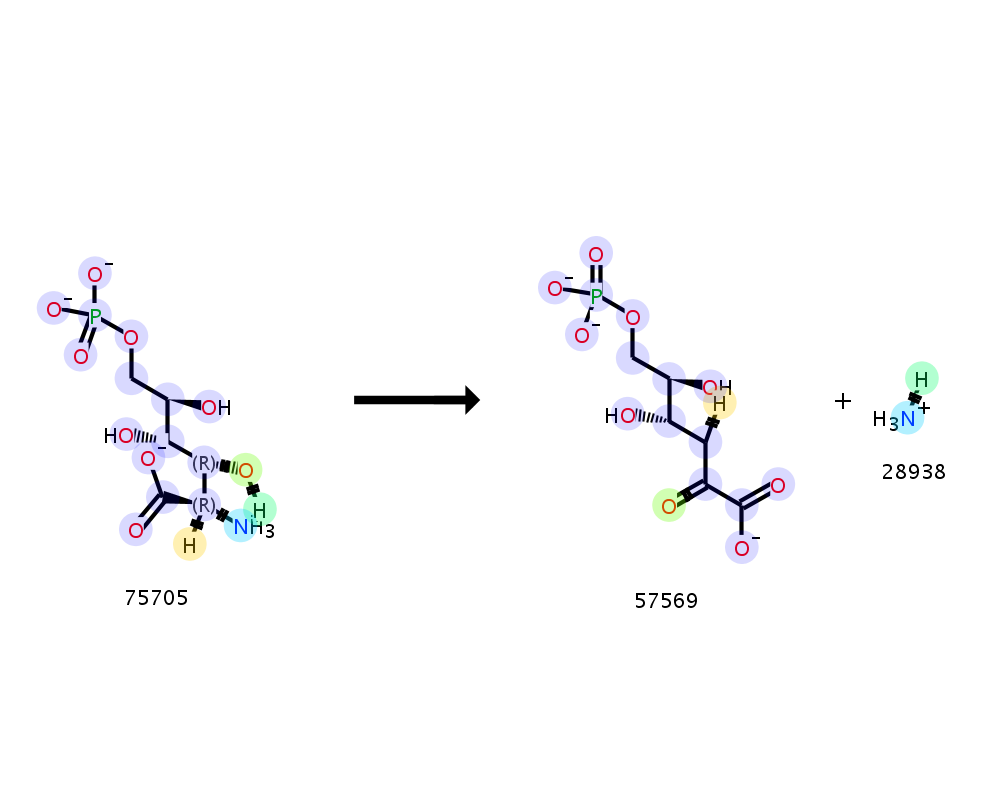 O⁻ O
O⁻ P O⁻ P O
O O O⁻ O
H
OH OH H₃N⁺
HO⁻ H
O (R) O HO
+
(R) H O O
O NH₃
H O⁻
28938
75705 57569